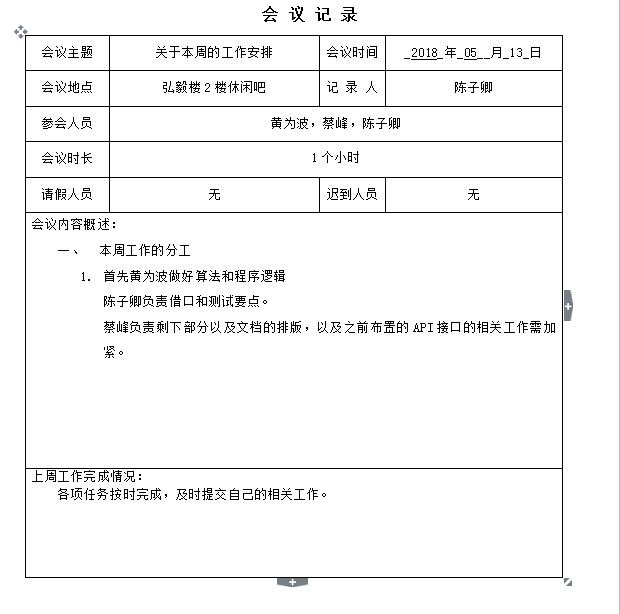 会 议 记 录
会议主题 关于本周的工作安排 会议时间 _2018_年_05__月_13_日
会议地点 弘毅楼2楼休闲吧 记 录 人 陈子卿
参会人员 黄为波，蔡峰，陈子卿
会议时长 1个小时
请假人员 无 迟到人员 无
会议内容概述：
一、 本周工作的分工
1. 首先黄为波做好算法和程序逻辑
陈子卿负责借口和测试要点。
蔡峰负责剩下部分以及文档的排版，以及之前布置的API接口的相关工作需加
紧。
上周工作完成情况：
各项任务按时完成，及时提交自己的相关工作。